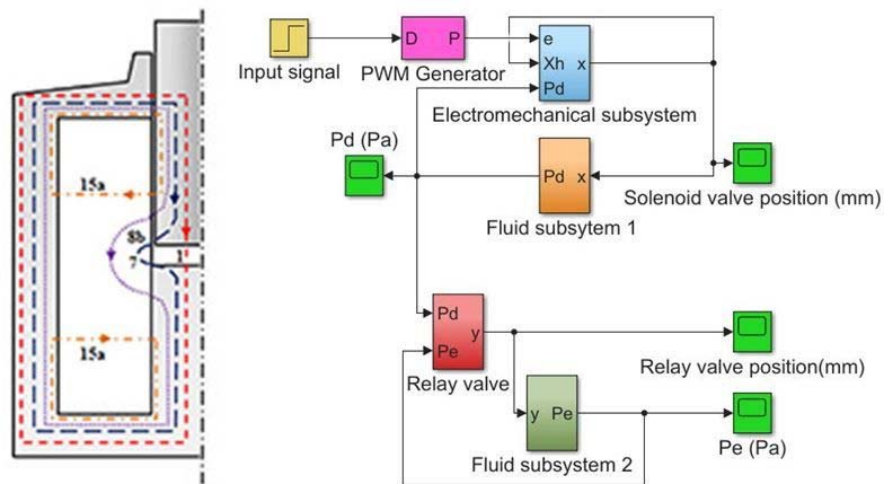 15a
8b
7
1
15a
Input signal
D P
PWM Generator
e
Xh x
Pd
Electromechanical subsystem
Pd (Pa)
Pd x
Fluid subsytem 1
Solenoid valve position (mm)
Pd
y
Pe
Relay valve
Relay valve position(mm)
y Pe
Fluid subsystem 2
Pe (Pa)